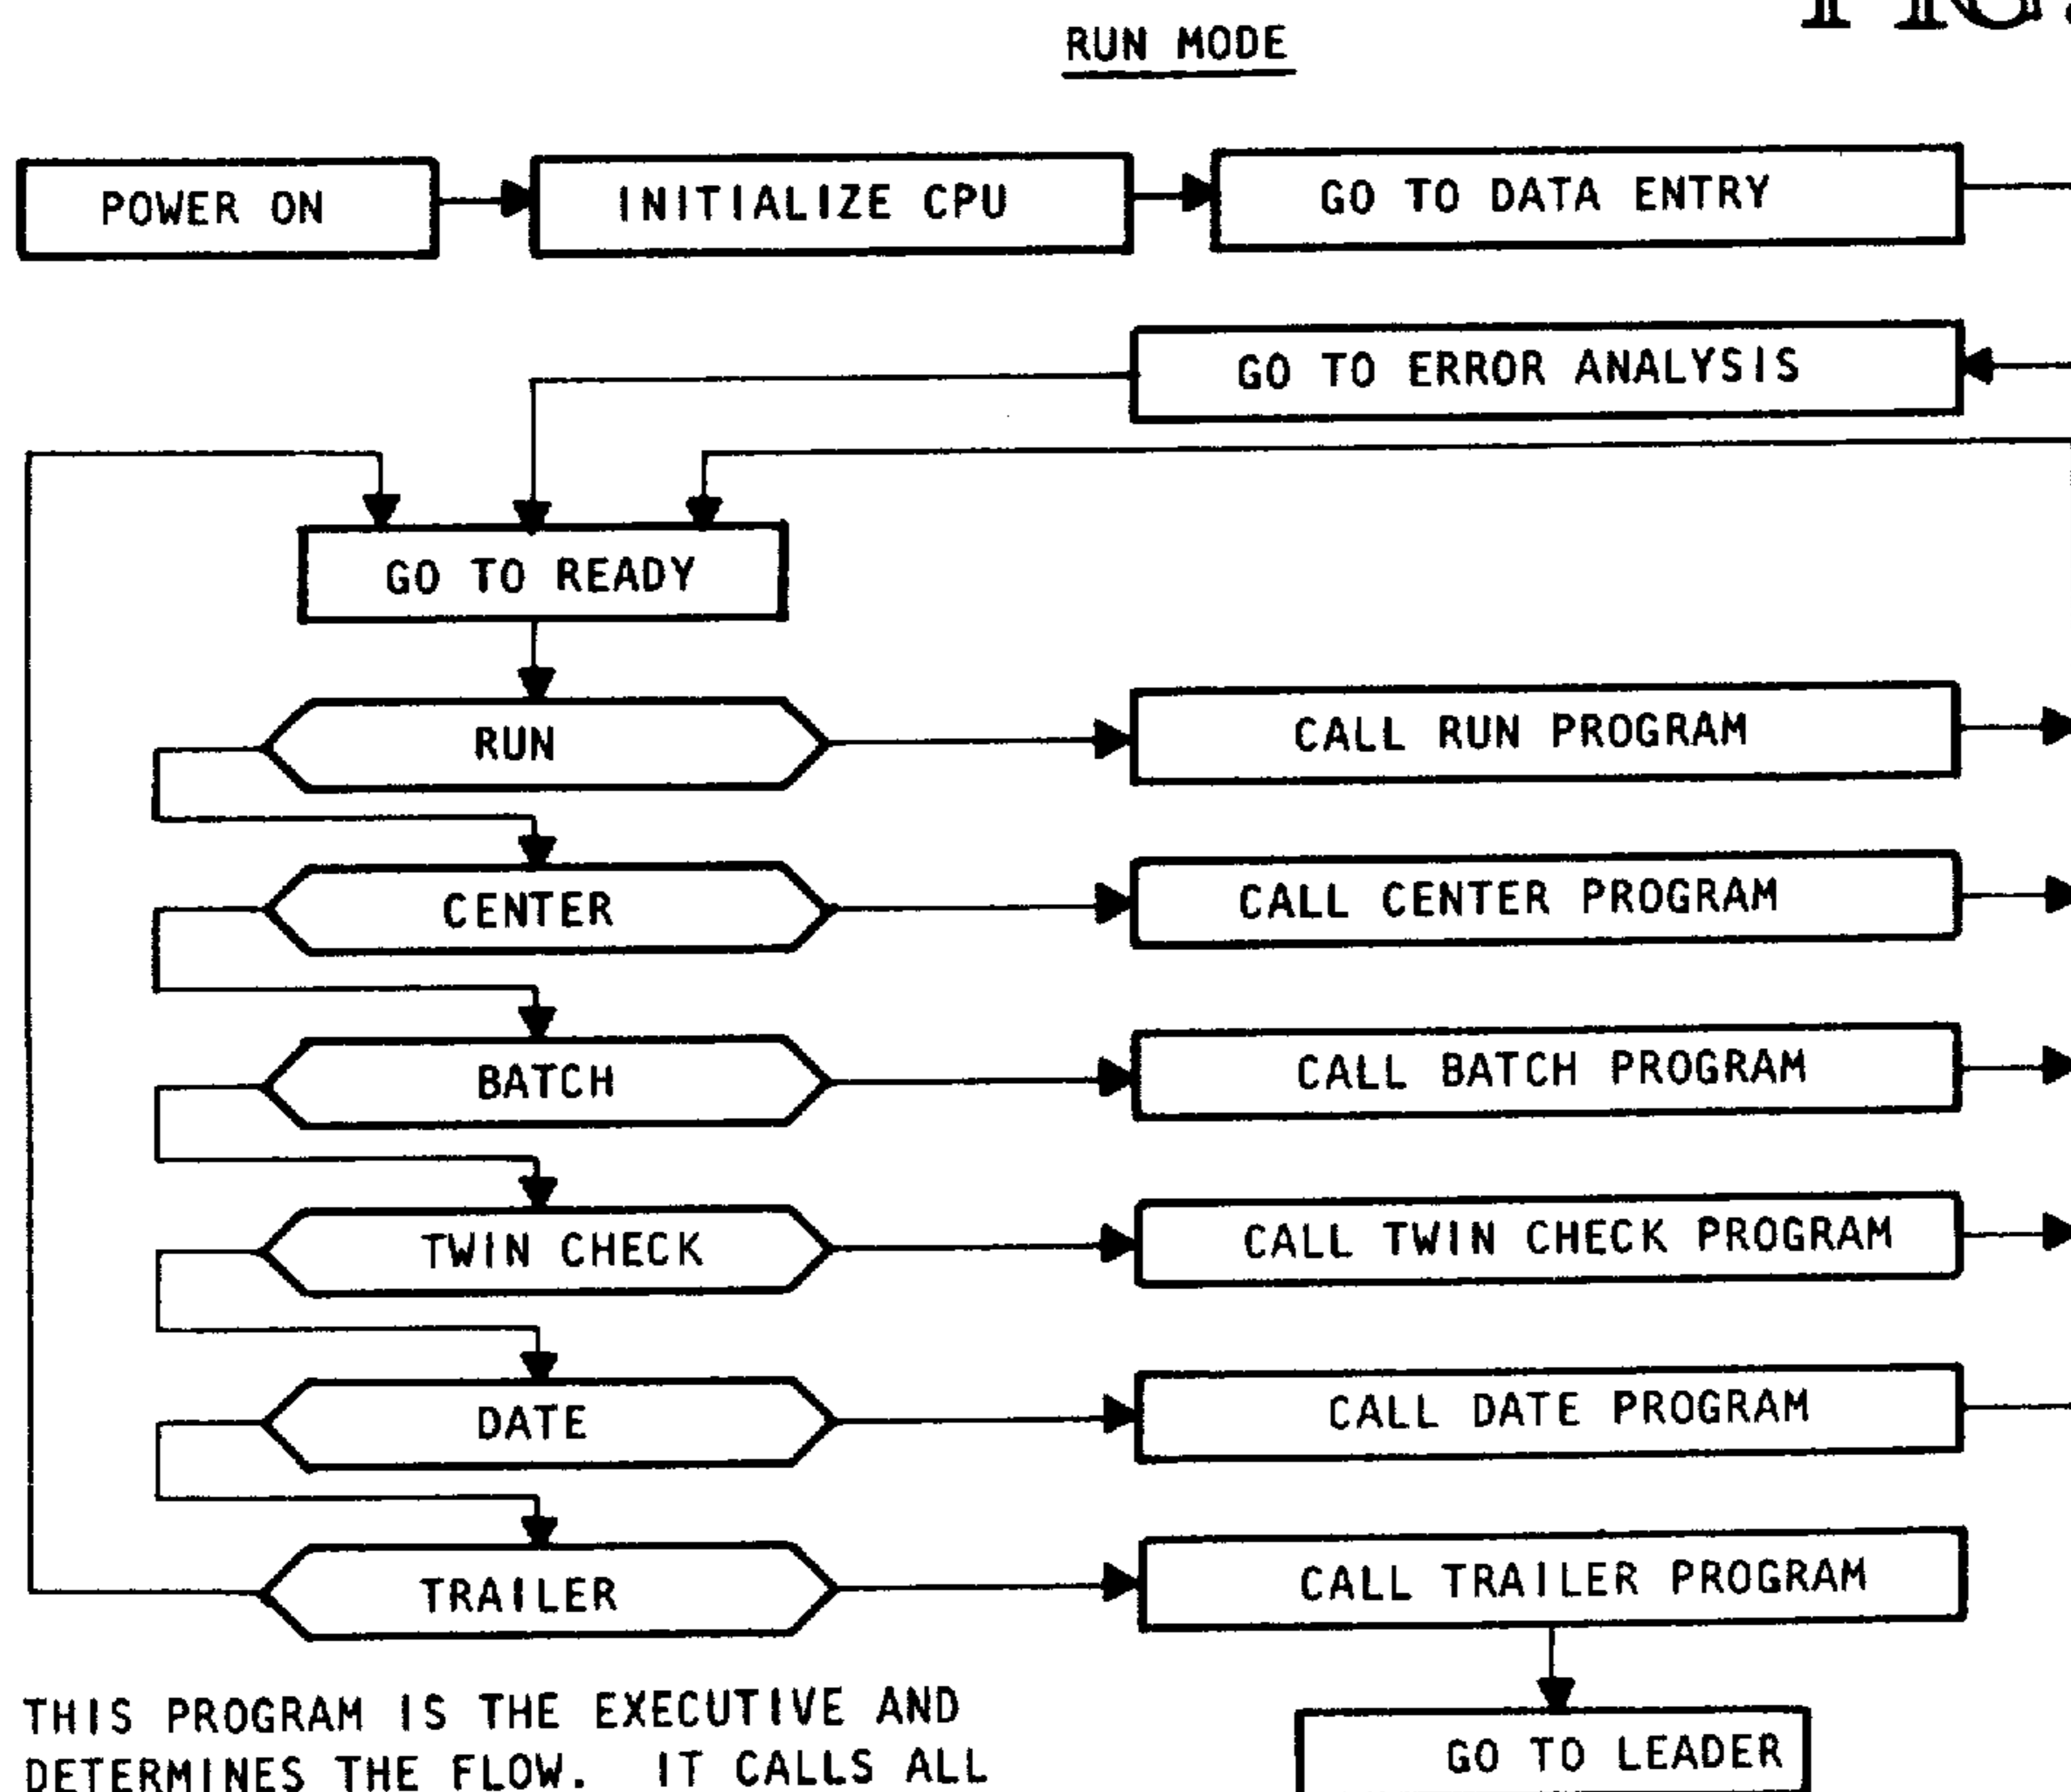 RUN MODE
POWER ON
INITIALIZE CPU
GO TO DATA ENTRY
GO TO ERROR ANALYSIS
GO TO READY
RUN
CALL RUN PROGRAM
CENTER
CALL CENTER PROGRAM
BATCH
CALL BATCH PROGRAM
TWIN CHECK
CALL TWIN CHECK PROGRAM
DATE
CALL DATE PROGRAM
TRAILER
CALL TRAILER PROGRAM
GO TO LEADER
THIS PROGRAM IS THE EXECUTIVE AND
DETERMINES THE FLOW. IT CALLS ALL